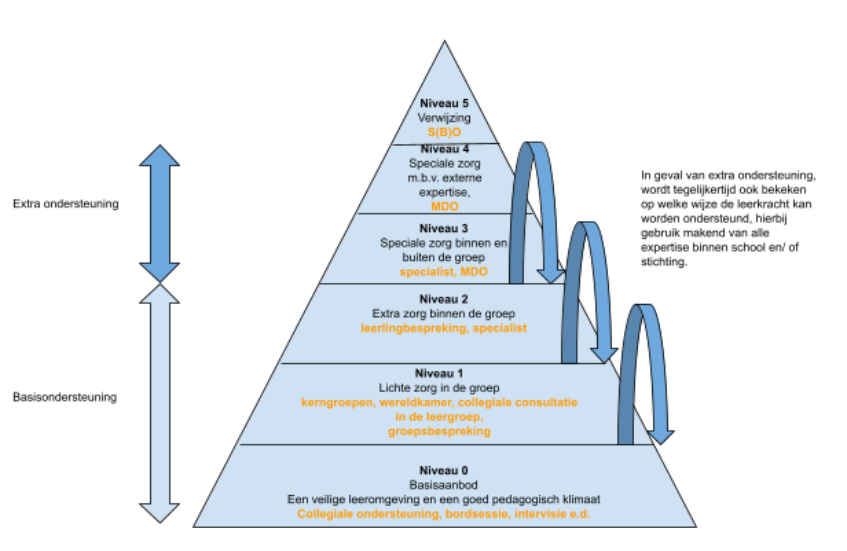 Niveau 5
Verwijzing
S(B)O
Niveau 4
Speciale zorg
m.b.v. externe
expertise,
MDO
Niveau 3
Speciale zorg binnen en
buiten de groep
specialist, MDO
Niveau 2
Extra zorg binnen de groep
leerlingbespreking, specialist
Niveau 1
Lichte zorg in de groep
kerngroepen, wereldkamer, collegiale consultatie
in de leergroep,
groepsbespreking
Niveau 0
Basisaanbod
Een veilige leeromgeving en een goed pedagogisch klimaat
Collegiale ondersteuning, bordsessie, intervisie e.d.
Extra ondersteuning
Basisondersteuning
In geval van extra ondersteuning,
wordt tegelijkertijd ook bekeken
op welke wijze de leerkracht kan
worden ondersteund, hierbij
gebruik makend van alle
expertise binnen school en/ of
stichting.